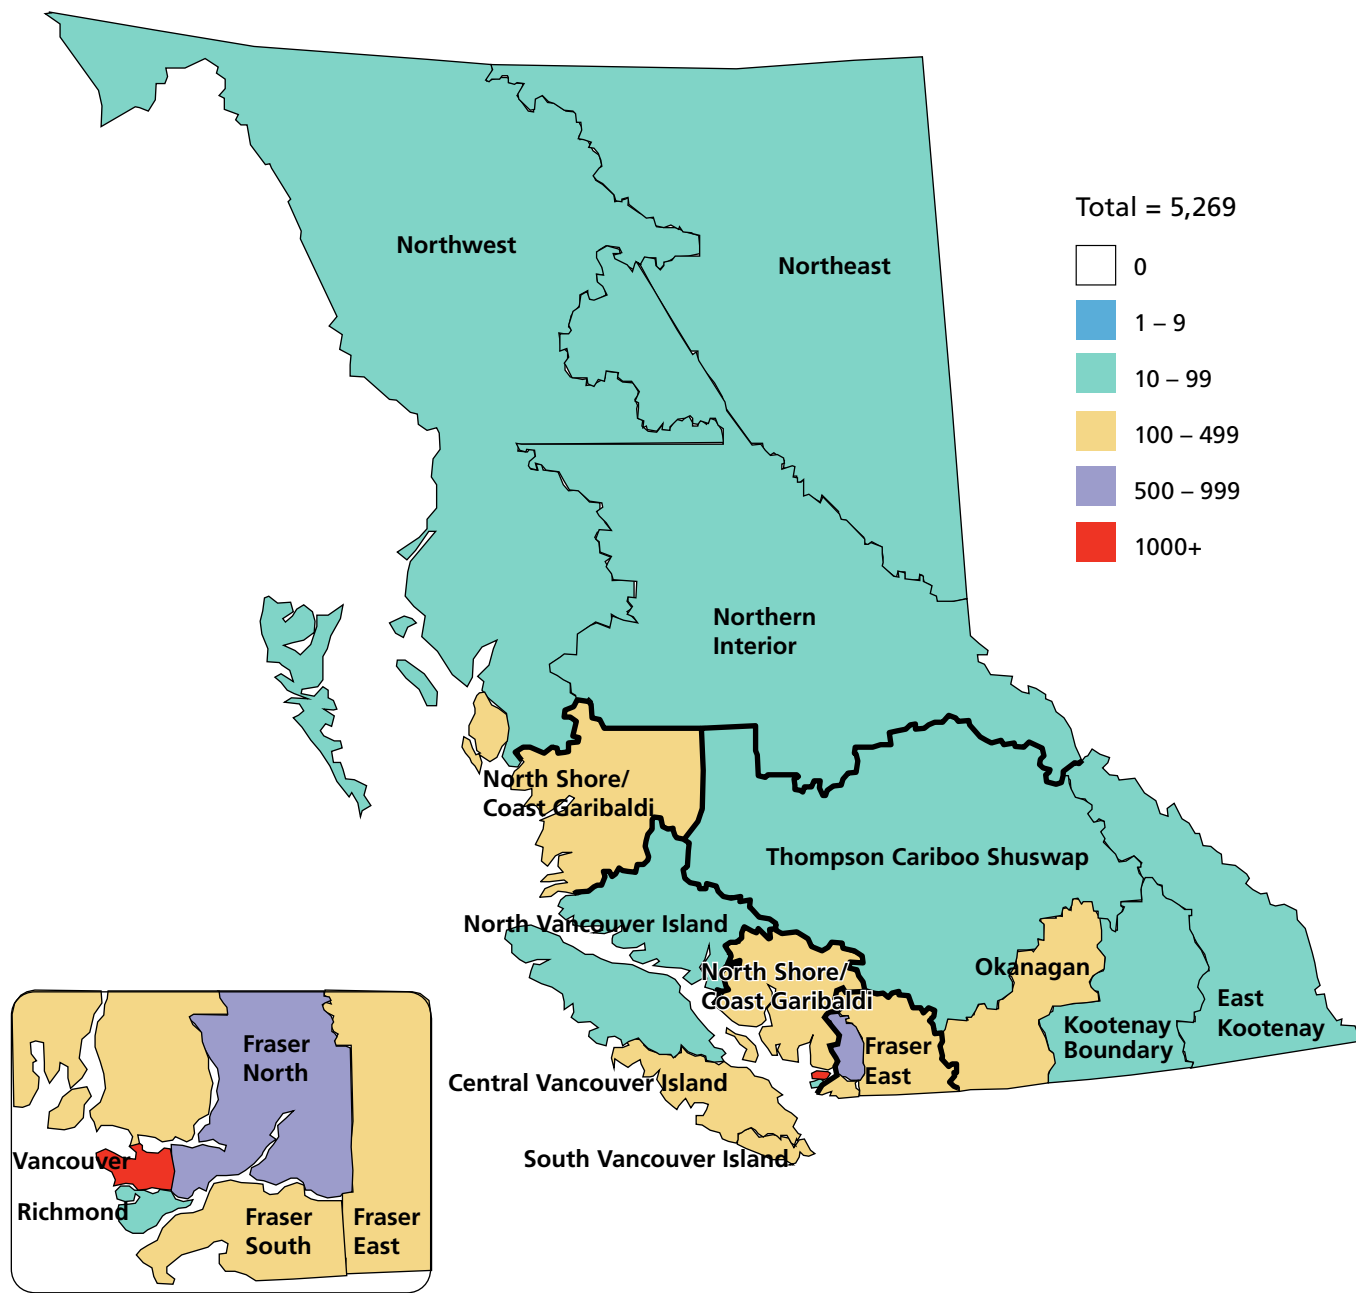 Total = 5,269
0
1 – 9
10 – 99
100 – 499
500 – 999
1000+
Northwest
Northeast
Northern
Interior
North Shore/
Coast Garibaldi
Thompson Cariboo Shuswap
North Vancouver Island
North Shore/
Coast Garibaldi
Okanagan
East
Kootenay
Kootenay
Boundary
Fraser
East
Central Vancouver Island
South Vancouver Island
Fraser
North
Vancouver
Richmond
Fraser
South
Fraser
East